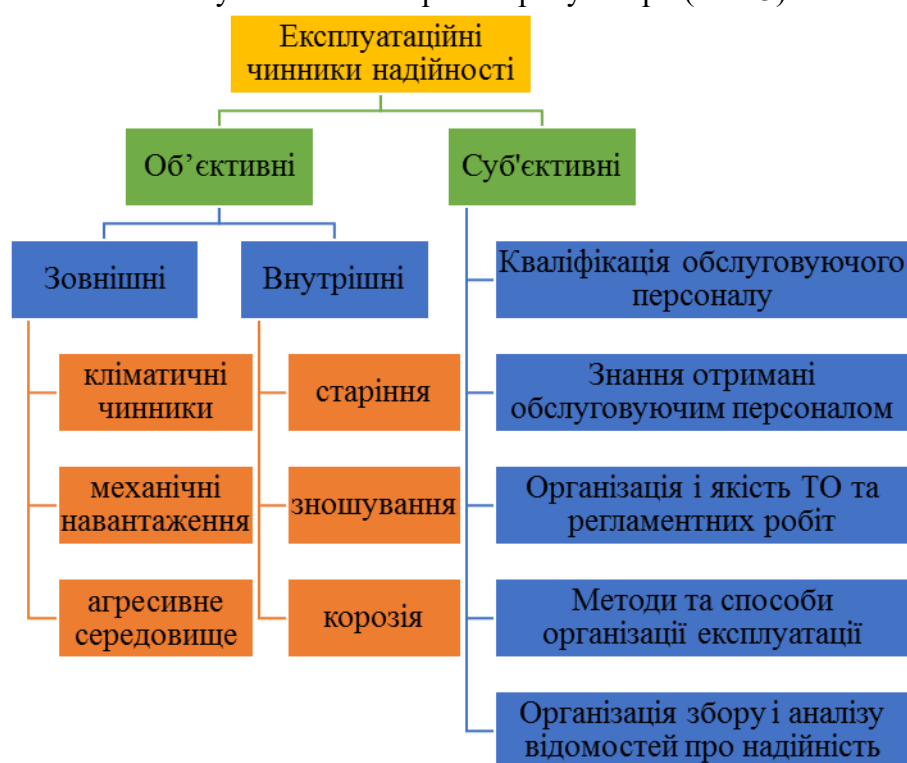 Експлуатаційні
чинники надійності
Об’єктивні
Суб'єктивні
Зовнішні
Внутрішні
кліматичні
чинники
механічні
навантаження
агресивне
середовище
старіння
зношування
корозія
Кваліфікація обслуговуючого
персоналу
Знання отримані
обслуговуючим персоналом
Організація і якість ТО та
регламентних робіт
Методи та способи
організації експлуатації
Організація збору і аналізу
відомостей про надійність